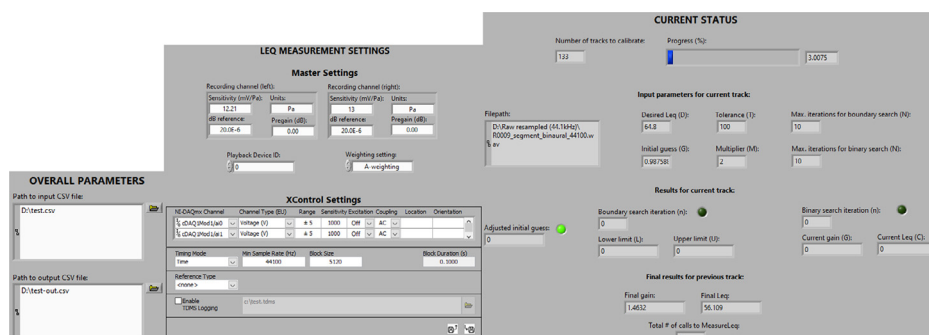 OVERALL PARAMETERS
Path to input CSV file:
D:\test.csv
Path to output CSV file:
D:\test-out.csv
LEQ MEASUREMENT SETTINGS
Master Settings
Recording channel (left):
Sensitivity (mV/Pa): Units:
12.21 Pa
dB reference: Pregain (dB):
20.0E-6 0.00
Recording channel (right):
Sensitivity (mV/Pa): Units:
13 Pa
dB reference: Pregain (dB):
20.0E-6 0.00
Playback Device ID:
0
Weighting setting:
A-weighting
XControl Settings
NI-DAQmx Channel Channel Type (EU) Range Sensitivity Excitation Coupling Location Orientation
cDAQ1Mod1/ai0 Voltage (V) ± 5 1000 Off AC
cDAQ1Mod1/ai1 Voltage (V) ± 5 1000 Off AC
Timing Mode Min Sample Rate (Hz) Block Size Block Duration (s)
Time 44100 5120 0.1000
Reference Type
<none>
Enable
TDMS Logging
c:\test.tdms
CURRENT STATUS
Number of tracks to calibrate: Progress (%):
133 3.0075
Input parameters for current track:
Filepath:
D:\Raw resampled (44.1kHz)\
R0009_segment_binaural_44100.w
av
Desired Leq (D): Tolerance (T): Max. iterations for boundary search (N):
64.8 100 10
Initial guess (G): Multiplier (M): Max. iterations for binary search (N):
0.987588 2 10
Results for current track:
Adjusted initial guess:
0
Boundary search iteration (n):
0
Lower limit (L): Upper limit (U):
0 0
Binary search iteration (n):
0
Current gain (G): Current Leq (C):
0 0
Final results for previous track:
Final gain: Final Leq:
1.4632 56.109
Total # of calls to MeasureLeq: